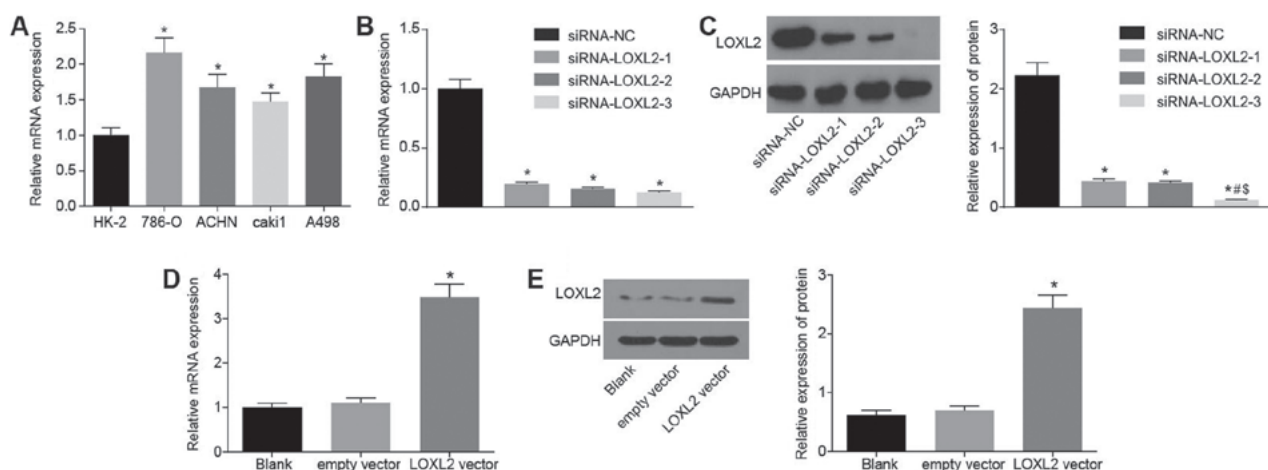 A
Relative mRNA expression
2.5
2.0
1.5
1.0
0.5
0.0
*
*
*
*
HK-2 786-O ACHN caki1 A498
B
Relative mRNA expression
1.5
1.0
0.5
0.0
siRNA-NC
siRNA-LOXL2-1
siRNA-LOXL2-2
siRNA-LOXL2-3
* * *
C
LOXL2
GAPDH
siRNA-NC
siRNA-LOXL2-1
siRNA-LOXL2-2
siRNA-LOXL2-3
Relative expression of protein
3
2
1
0
siRNA-NC
siRNA-LOXL2-1
siRNA-LOXL2-2
siRNA-LOXL2-3
* * *#$
D
Relative mRNA expression
4
3
2
1
0
*
Blank empty vector LOXL2 vector
E
LOXL2
GAPDH
Blank
empty vector
LOXL2 vector
Relative expression of protein
3
2
1
0
*
Blank empty vector LOXL2 vector